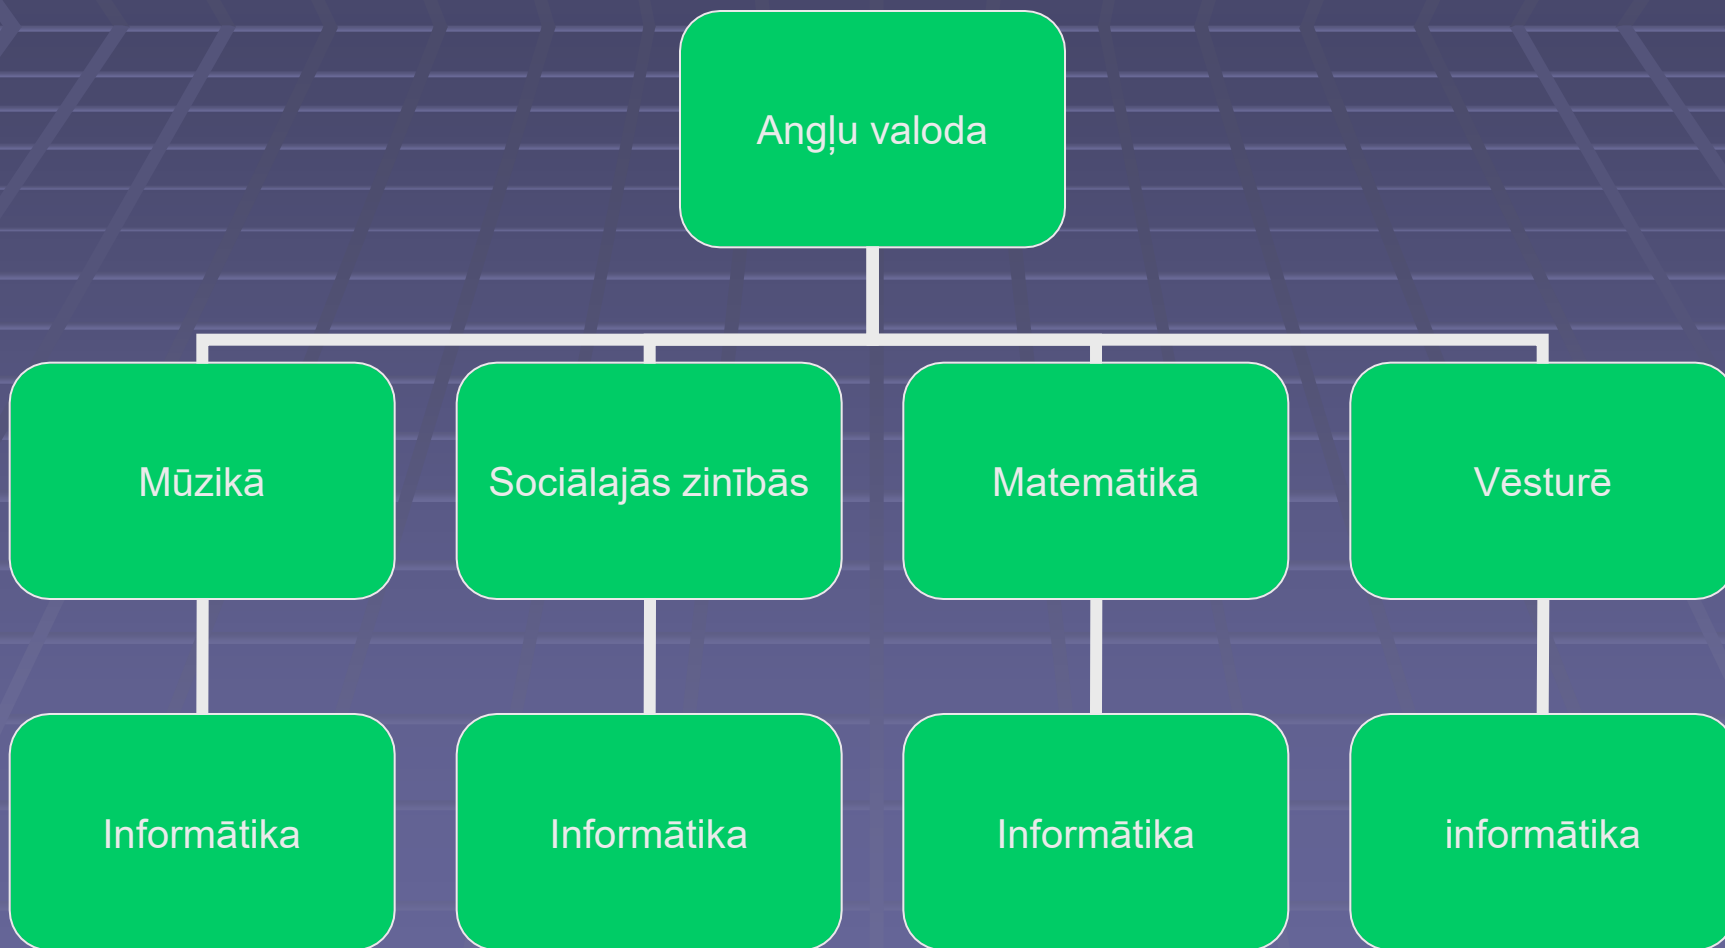 Angļu valoda
Mūzikā
Sociālajās zinībās
Matemātikā
Vēsturē
Informātika
Informātika
Informātika
informātika